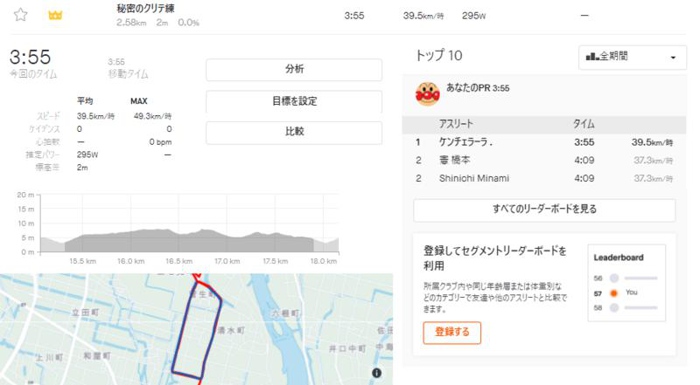 秘密のクリテ練
2.58km 2m 0.0%
3:55 39.5km/時 295W —
3:55
今回のタイム
3:55
移動タイム
分析
目標を設定
比較
平均 MAX
スピード 39.5km/時 49.3km/時
ケイデンス 0 0
心拍数 — 0 bpm
推定パワー 295W —
標高差 2m
20 m
15 m
10 m
5 m
0 m
15.5 km 16.0 km 16.5 km 17.0 km 17.5 km 18.0 km
立田町
清水町
上川町
和屋町
井口中町
トップ 10
全期間
あなたのPR 3:55
アスリート タイム
1 ケンチェラーラ . 3:55 39.5km/時
2 橋本 4:09 37.3km/時
2 Shinichi Minami 4:09 37.3km/時
すべてのリーダーボードを見る
登録してセグメントリーダーボードを
利用
所属クラブ内や同じ年齢層または体重別な
どのカテゴリーで友達や他のアスリートと比較で
きます。
登録する
Leaderboard
56
57 You
58